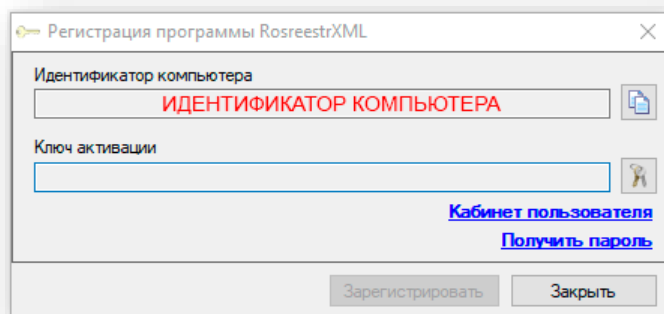 Регистрация программы RosreestrXML
Идентификатор компьютера
ИДЕНТИФИКАТОР КОМПЬЮТЕРА
Ключ активации
Кабинет пользователя
Получить пароль
Зарегистрировать
Закрыть